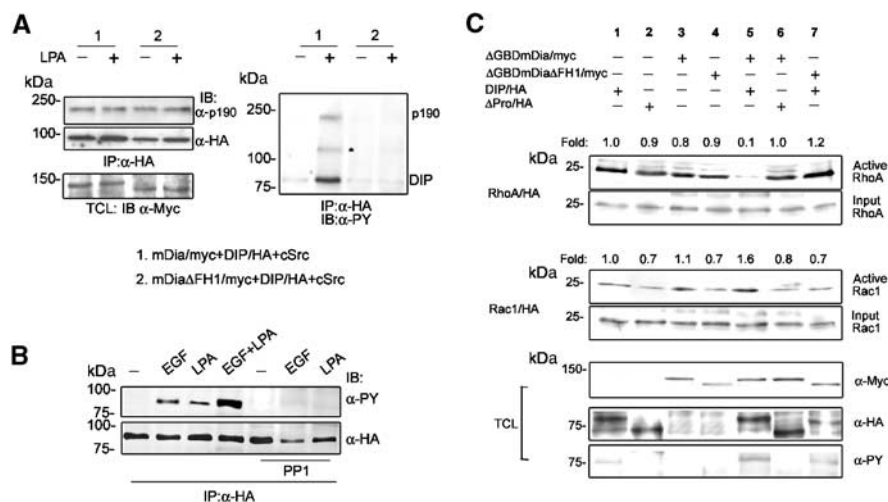 A
1 2
LPA − + − +
kDa
IB:
250-
α-p190
100-
α-HA
IP:α-HA
150-
TCL: IB α-Myc
1 2
− + − +
kDa
250-
p190
100-
75-
DIP
IP:α-HA
IB:α-PY
1. mDia/myc+DIP/HA+cSrc
2. mDiaΔFH1/myc+DIP/HA+cSrc
B
kDa
− EGF LPA EGF+LPA − EGF LPA
IB:
100-
75-
α-PY
100-
75-
α-HA
PP1
IP:α-HA
C
1 2 3 4 5 6 7
ΔGBDmDia/myc − − + − + + −
ΔGBDmDiaΔFH1/myc − − − + − − +
DIP/HA + − − − + − +
ΔPro/HA − + − − − + −
Fold: 1.0 0.9 0.8 0.9 0.1 1.0 1.2
kDa
25-
Active RhoA
RhoA/HA
25-
Input RhoA
Fold: 1.0 0.7 1.1 0.7 1.6 0.8 0.7
kDa
25-
Active Rac1
Rac1/HA
25-
Input Rac1
kDa
150-
α-Myc
TCL
75-
α-HA
75-
α-PY